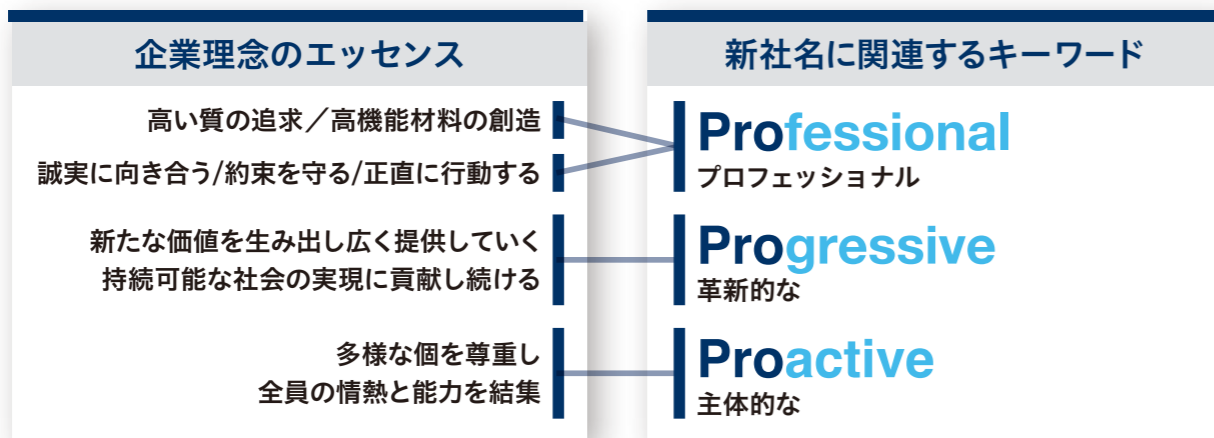 企業理念のエッセンス
高い質の追求／高機能材料の創造
誠実に向き合う/約束を守る/正直に行動する
新たな価値を生み出し広く提供していく
持続可能な社会の実現に貢献し続ける
多様な個を尊重し
全員の情熱と能力を結集
新社名に関連するキーワード
Professional
プロフェッショナル
Progressive
革新的な
Proactive
主体的な